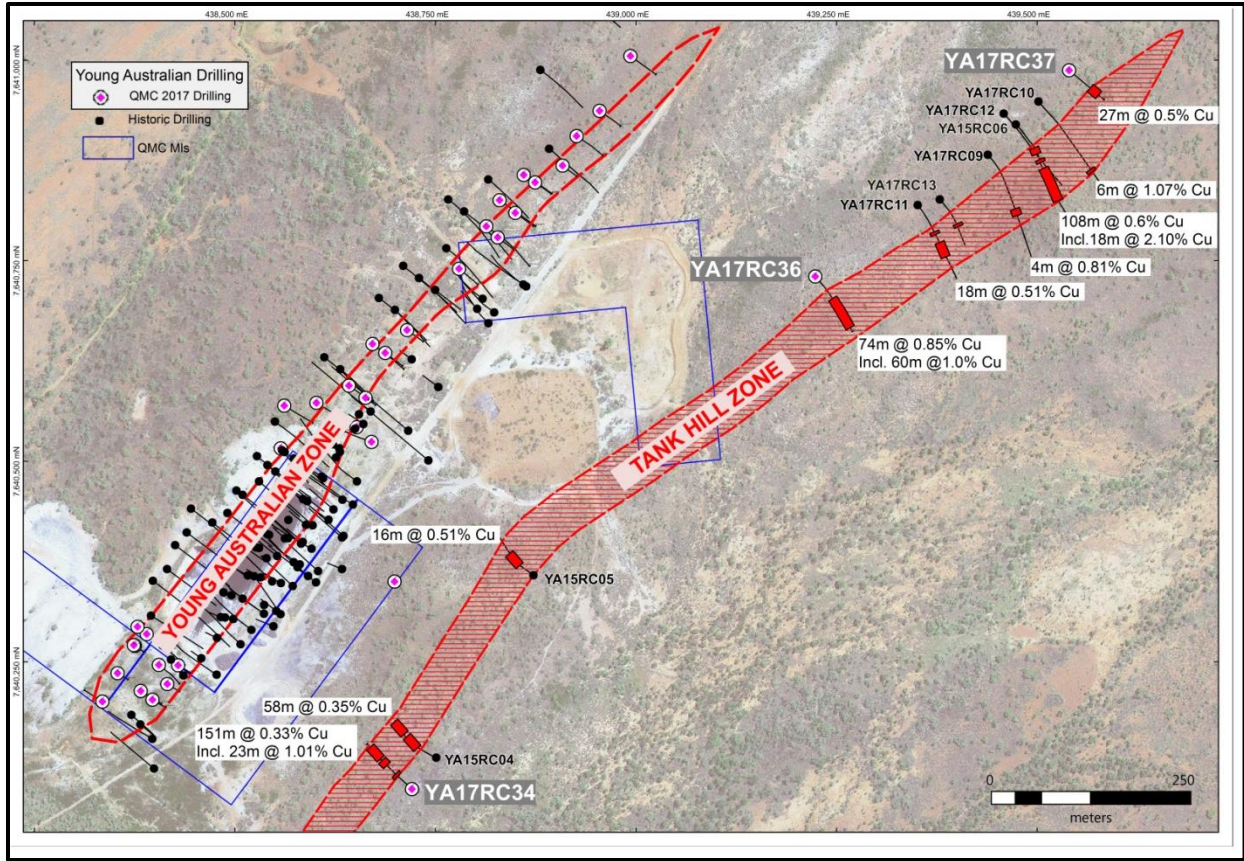 438,500 mE
438,750 mE
439,000 mE
439,250 mE
439,500 mE
7,641,000 mN
7,640,750 mN
7,640,500 mN
7,640,250 mN
Young Australian Drilling
QMC 2017 Drilling
Historic Drilling
QMC MIs
YA17RC37
YA17RC10
YA17RC12
YA15RC06
YA17RC09
YA17RC13
YA17RC11
27m @ 0.5% Cu
6m @ 1.07% Cu
108m @ 0.6% Cu
Incl.18m @ 2.10% Cu
4m @ 0.81% Cu
18m @ 0.51% Cu
YA17RC36
74m @ 0.85% Cu
Incl. 60m @1.0% Cu
TANK HILL ZONE
YOUNG AUSTRALIAN ZONE
16m @ 0.51% Cu
YA15RC05
58m @ 0.35% Cu
151m @ 0.33% Cu
Incl. 23m @ 1.01% Cu
YA15RC04
YA17RC34
0
250
meters